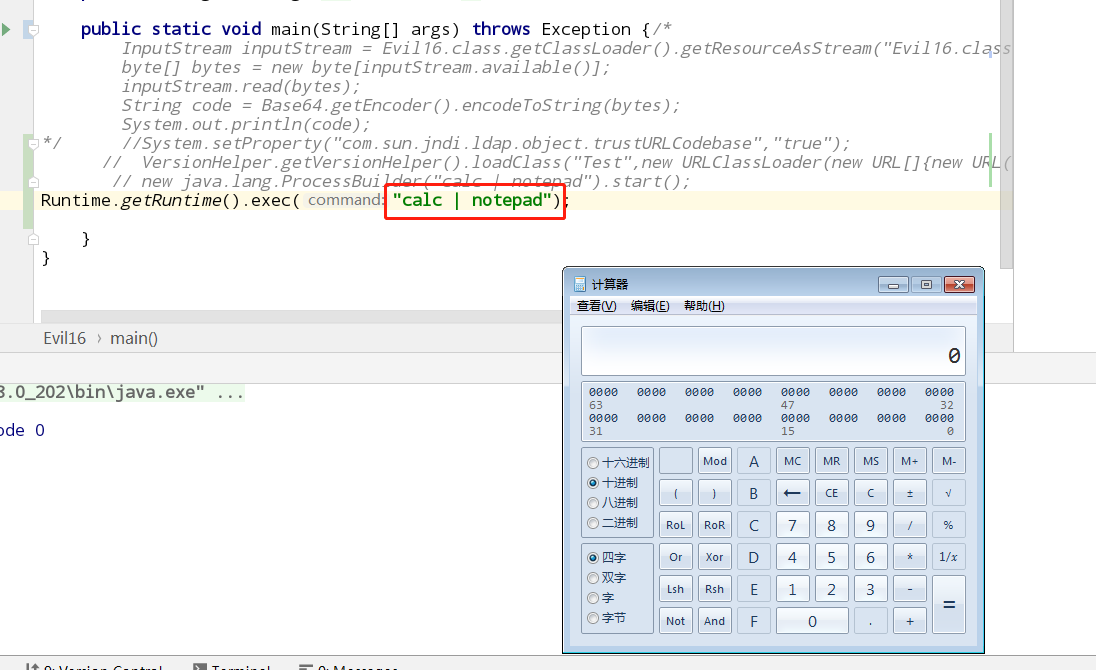 public static void main(String[] args) throws Exception {/*
InputStream inputStream = Evil16.class.getClassLoader().getResourceAsStream("Evil16.class
byte[] bytes = new byte[inputStream.available()];
inputStream.read(bytes);
String code = Base64.getEncoder().encodeToString(bytes);
System.out.println(code);
*/ //System.setProperty("com.sun.jndi.ldap.object.trustURLCodebase","true");
// VersionHelper.getVersionHelper().loadClass("Test",new URLClassLoader(new URL[]{new URL(
// new java.lang.ProcessBuilder("calc | notepad").start();
Runtime.getRuntime().exec( command: "calc | notepad");
}
}
Evil16 › main()
8.0_202\bin\java.exe" ...
ode 0
计算器
查看(V) 编辑(E) 帮助(H)
0
0000 0000 0000 0000 0000 0000 0000 0000
63 47 32
0000 0000 0000 0000 0000 0000 0000 0000
31 15 0
十六进制 Mod A MC MR MS M+ M-
十进制 ( ) B ← CE C ± √
八进制
二进制 RoL RoR C 7 8 9 / %
四字 Or Xor D 4 5 6 * 1/x
双字 Lsh Rsh E 1 2 3 - =
字
字节 Not And F 0 . +
9: Version Control Terminal 0: Messages